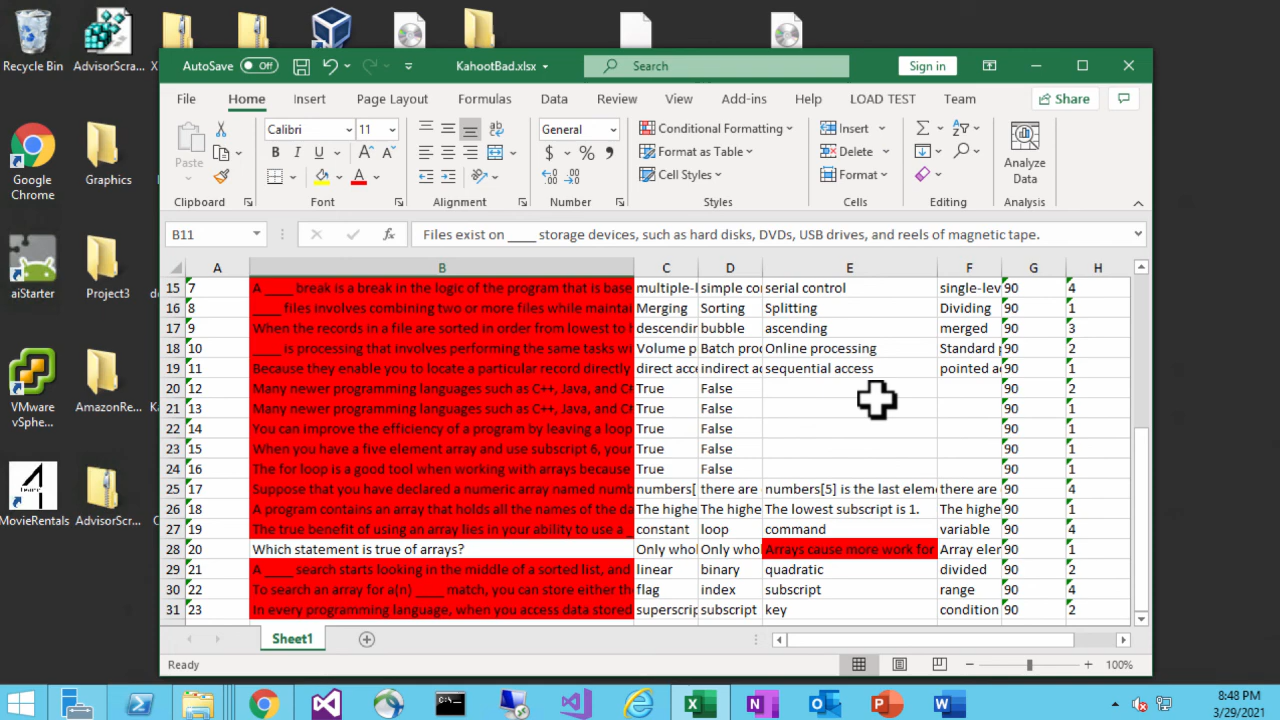 Recycle Bin
AdvisorScra...
AutoSave Off
KahootBad.xlsx
Search
Sign in
File Home Insert Page Layout Formulas Data Review View Add-ins Help LOAD TEST Team
Share
Paste
Calibri 11
B I U
General
$ % 9
Conditional Formatting
Format as Table
Cell Styles
Insert
Delete
Format
Analyze Data
Clipboard Font Alignment Number Styles Cells Editing Analysis
B11
fx
Files exist on ____ storage devices, such as hard disks, DVDs, USB drives, and reels of magnetic tape.
A B C D E F G H
15 7 A ____ break is a break in the logic of the program that is base multiple-l simple co serial control single-lev 90 4
16 8 ____ files involves combining two or more files while maintai Merging Sorting Splitting Dividing 90 1
17 9 When the records in a file are sorted in order from lowest to h descendin bubble ascending merged 90 3
18 10 ____ is processing that involves performing the same tasks wi Volume p Batch proc Online processing Standard p 90 2
19 11 Because they enable you to locate a particular record directly direct acce indirect ac sequential access pointed ac 90 1
20 12 Many newer programming languages such as C++, Java, and C# True False 90 2
21 13 Many newer programming languages such as C++, Java, and C# True False 90 1
22 14 You can improve the efficiency of a program by leaving a loop True False 90 1
23 15 When you have a five element array and use subscript 6, your True False 90 1
24 16 The for loop is a good tool when working with arrays because True False 90 1
25 17 Suppose that you have declared a numeric array named numb numbers[ there are numbers[5] is the last elem there are 90 4
26 18 A program contains an array that holds all the names of the da The highe The highe The lowest subscript is 1. The highe 90 1
27 19 The true benefit of using an array lies in your ability to use a constant loop command variable 90 4
28 20 Which statement is true of arrays? Only whol Only whol Arrays cause more work for Array elem 90 1
29 21 A ____ search starts looking in the middle of a sorted list, and linear binary quadratic divided 90 2
30 22 To search an array for a(n) ____ match, you can store either th flag index subscript range 90 4
31 23 In every programming language, when you access data stored superscrip subscript key condition 90 2
Sheet1
Ready
100%
Google Chrome
Graphics
aiStarter
Project3
VMware vSphe...
AmazonRe...
MovieRentals
AdvisorSc...
8:48 PM
3/29/2021